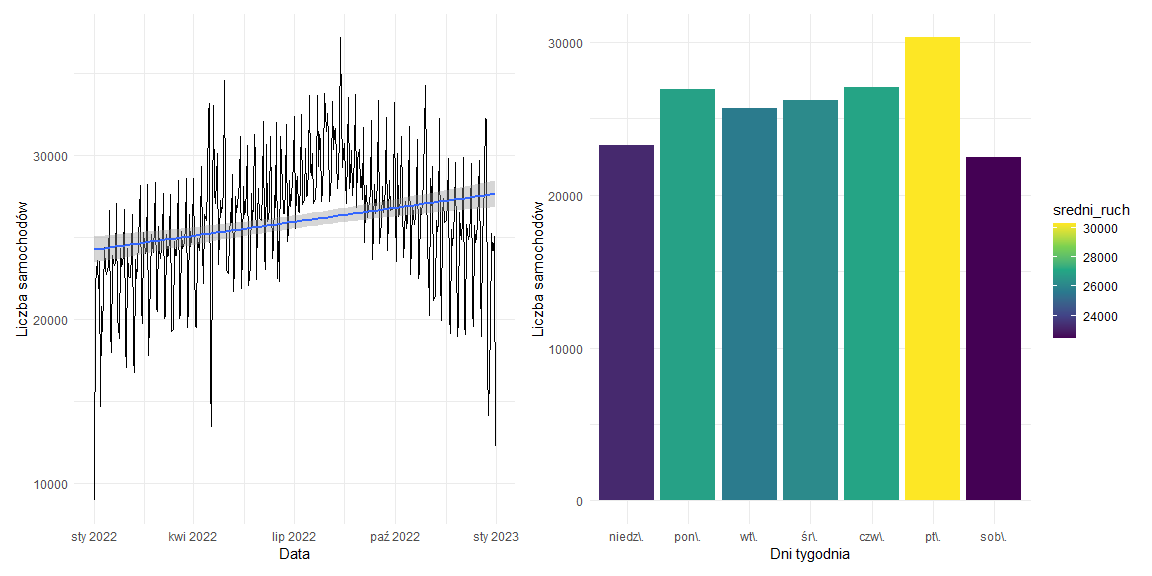 Liczba samochodów
30000
20000
10000
sty 2022
kwi 2022
lip 2022
paź 2022
sty 2023
Data
Liczba samochodów
30000
20000
10000
0
niedz\.
pon\.
wt\.
śr\.
czw\.
pt\.
sob\.
Dni tygodnia
sredni_ruch
30000
28000
26000
24000